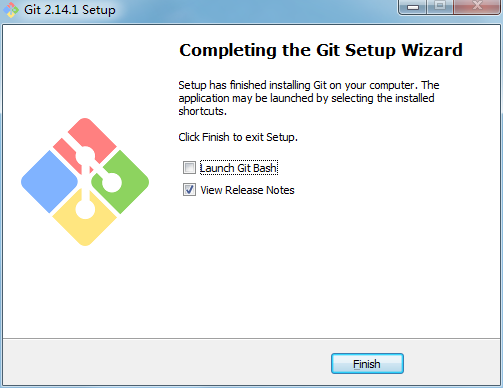 Git 2.14.1 Setup
Completing the Git Setup Wizard
Setup has finished installing Git on your computer. The
application may be launched by selecting the installed
shortcuts.
Click Finish to exit Setup.
Launch Git Bash
View Release Notes
Finish